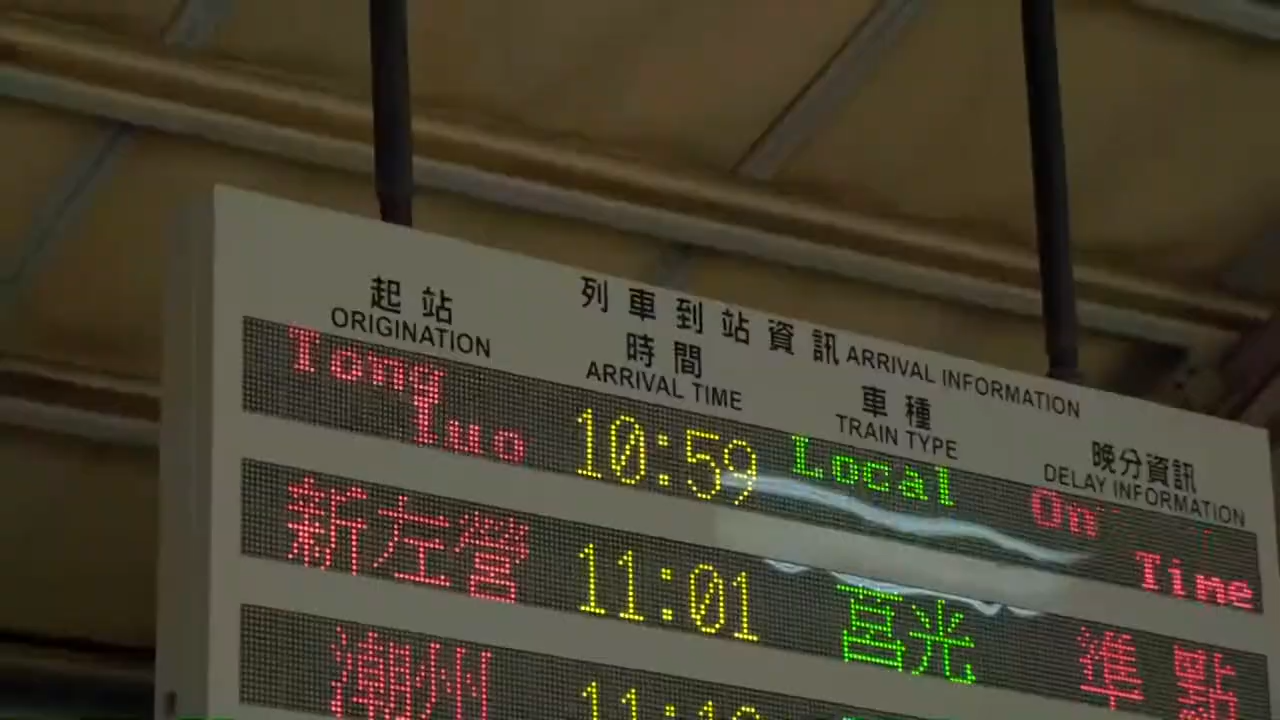 列車到站資訊 ARRIVAL INFORMATION
起站 時間 車種 晚分資訊
ORIGINATION ARRIVAL TIME TRAIN TYPE DELAY INFORMATION
Tong Luo 10:59 Local On Time
新左營 11:01 莒光 準點
潮州